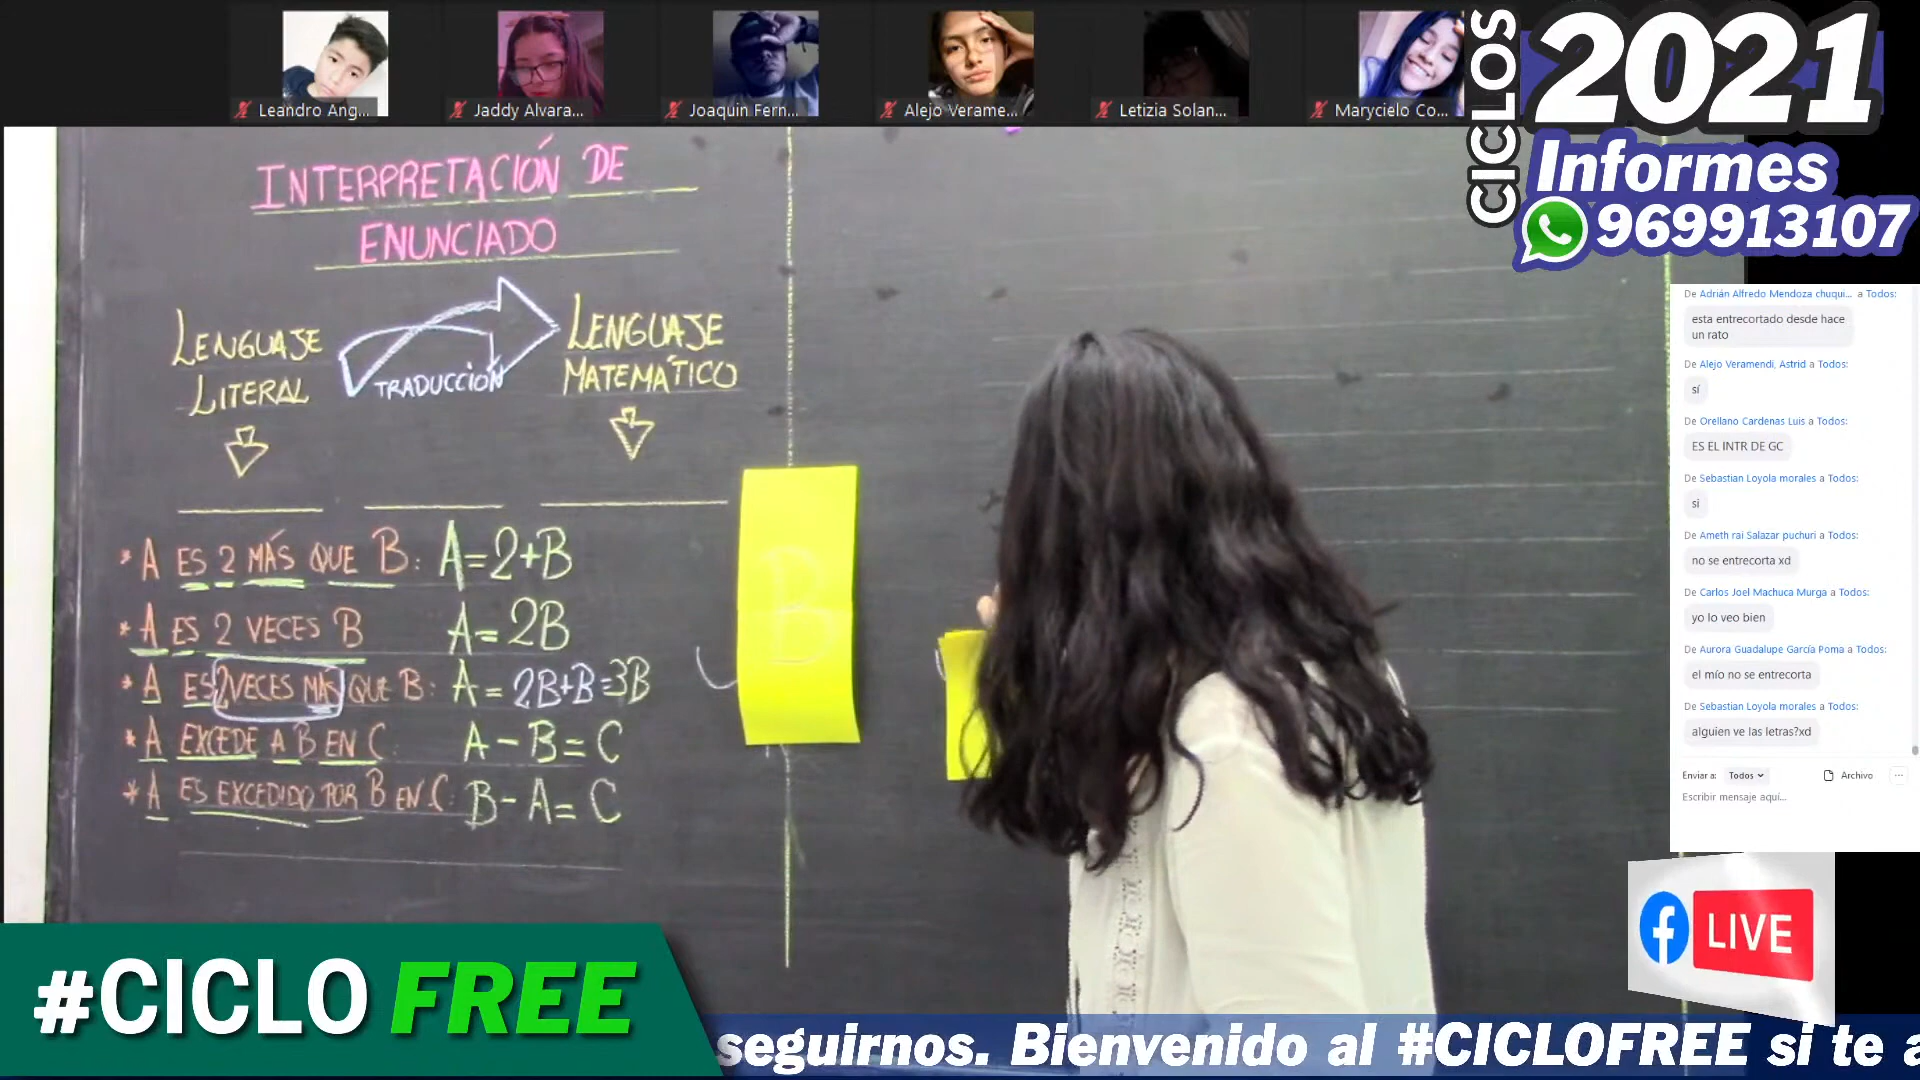 Leandro Ang...
Jaddy Alvara...
Joaquin Fern...
Alejo Verame...
Letizia Solan...
Marycielo Co...
CICLOS
2021
Informes
969913107
INTERPRETACIÓN DE
ENUNCIADO
LENGUAJE
LITERAL
TRADUCCIÓN
LENGUAJE
MATEMÁTICO
* A ES 2 MÁS QUE B: A=2+B
* A ES 2 VECES B A=2B
* A ES 2 VECES MÁS QUE B: A=2B+B=3B
* A EXCEDE A B EN C: A-B=C
* A ES EXCEDIDO POR B EN C: B-A=C
B
De Adrián Alfredo Mendoza chuqui... a Todos:
esta entrecortado desde hace
un rato
De Alejo Veramendi, Astrid a Todos:
sí
De Orellano Cardenas Luis a Todos:
ES EL INTR DE GC
De Sebastian Loyola morales a Todos:
si
De Ameth rai Salazar puchuri a Todos:
no se entrecorta xd
De Carlos Joel Machuca Murga a Todos:
yo lo veo bien
De Aurora Guadalupe García Poma a Todos:
el mío no se entrecorta
De Sebastian Loyola morales a Todos:
alguien ve las letras?xd
Enviar a: Todos Archivo ...
Escribir mensaje aquí...
LIVE
#CICLO FREE
seguirnos. Bienvenido al #CICLOFREE si te a